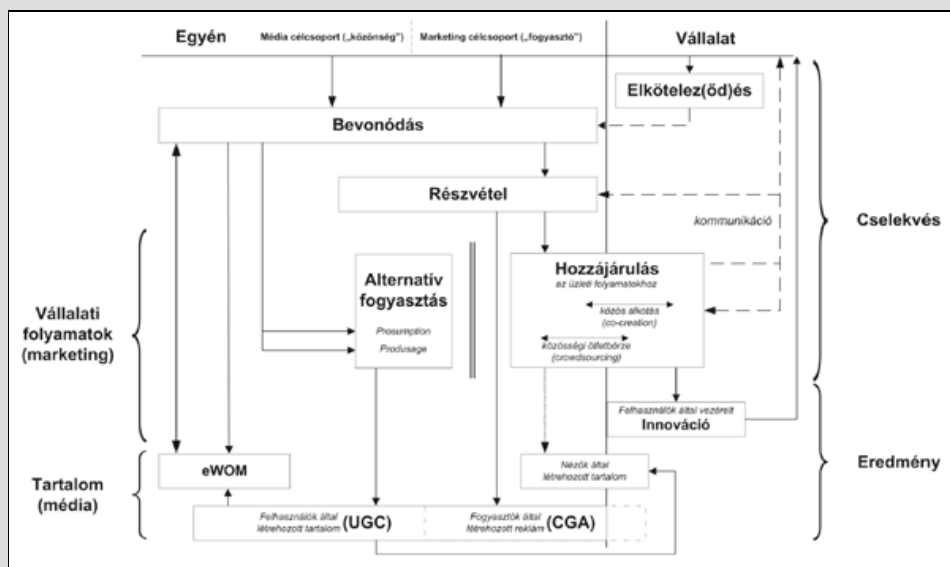 Egyén
Média célcsoport („közönség”)
Marketing célcsoport („fogyasztó”)
Vállalat
Elkötelez(őd)és
Bevonódás
Részvétel
kommunikáció
Cselekvés
Hozzájárulás
az üzleti folyamatokhoz
közös alkotás
(co-creation)
közösségi ötletbörze
(crowdsourcing)
Alternatív
fogyasztás
Prosumption
Produsage
Vállalati
folyamatok
(marketing)
Felhasználók által vezérelt
Innováció
Eredmény
Tartalom
(média)
eWOM
Nézők által
létrehozott tartalom
Felhasználók által
létrehozott tartalom (UGC)
Fogyasztók által
létrehozott reklám (CGA)